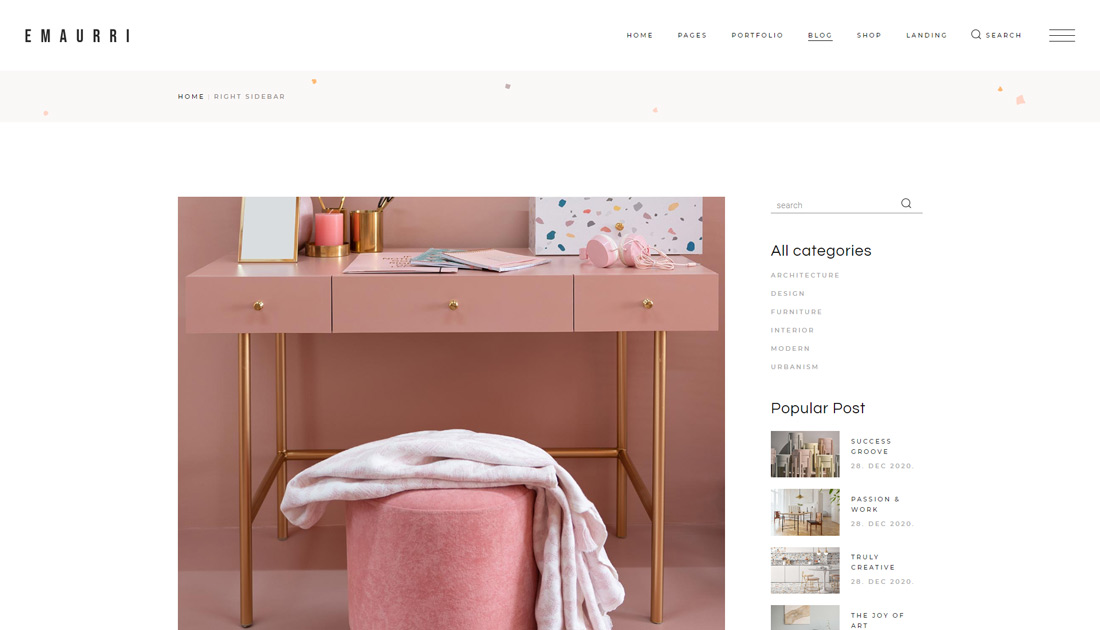 EMAURRI
HOME PAGES PORTFOLIO BLOG SHOP LANDING SEARCH
HOME | RIGHT SIDEBAR
search
All categories
ARCHITECTURE
DESIGN
FURNITURE
INTERIOR
MODERN
URBANISM
Popular Post
SUCCESS
GROOVE
28. DEC 2020.
PASSION &
WORK
28. DEC 2020.
TRULY
CREATIVE
28. DEC 2020.
THE JOY OF
ART